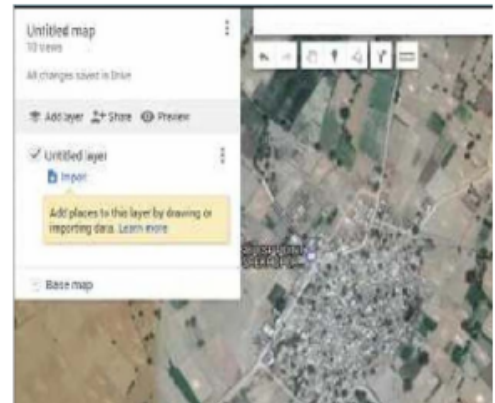 Untitled map
10 views
All changes saved in Drive
Add layer
Share
Preview
Untitled layer
Import
Add places to this layer by drawing or
importing data. Learn more
Base map